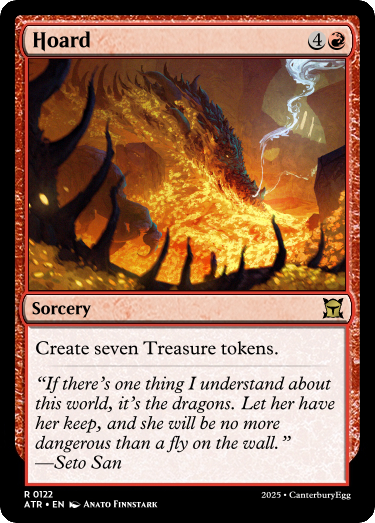 Hoard 4
Sorcery
Create seven Treasure tokens.
“If there’s one thing I understand about
this world, it’s the dragons. Let her have
her keep, and she will be no more
dangerous than a fly on the wall.”
—Seto San
R 0122
ATR • EN Anato Finnstark
2025 • CanterburyEgg